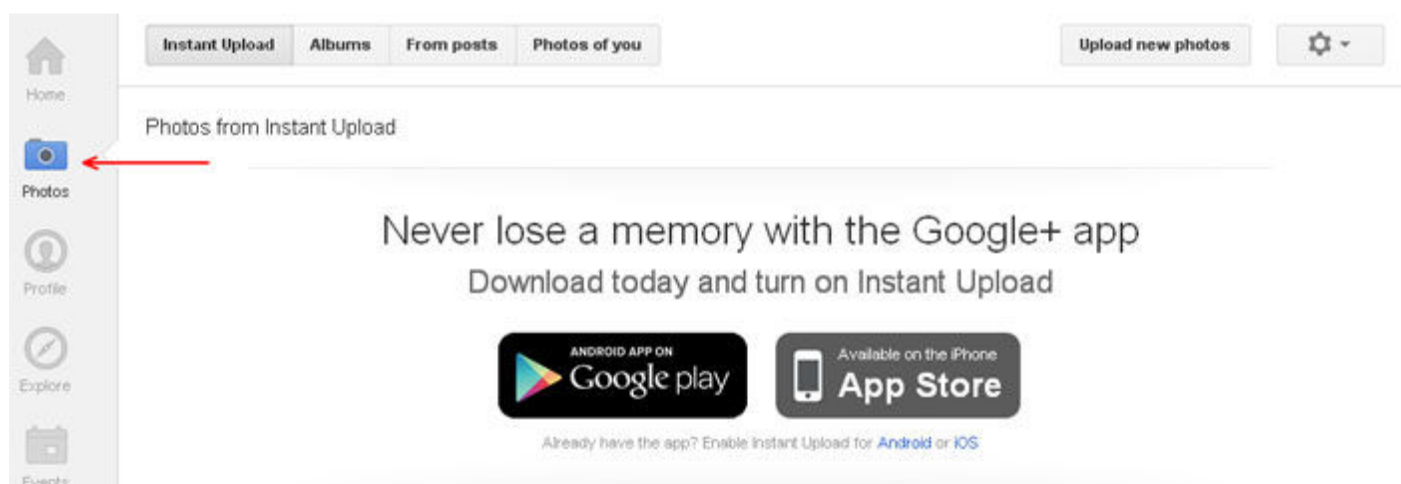 Instant Upload Albums From posts Photos of you Upload new photos
Home
Photos from Instant Upload
Photos
Never lose a memory with the Google+ app
Download today and turn on Instant Upload
Profile
ANDROID APP ON
Google play
Available on the iPhone
App Store
Explore
Already have the app? Enable Instant Upload for Android or iOS
Events